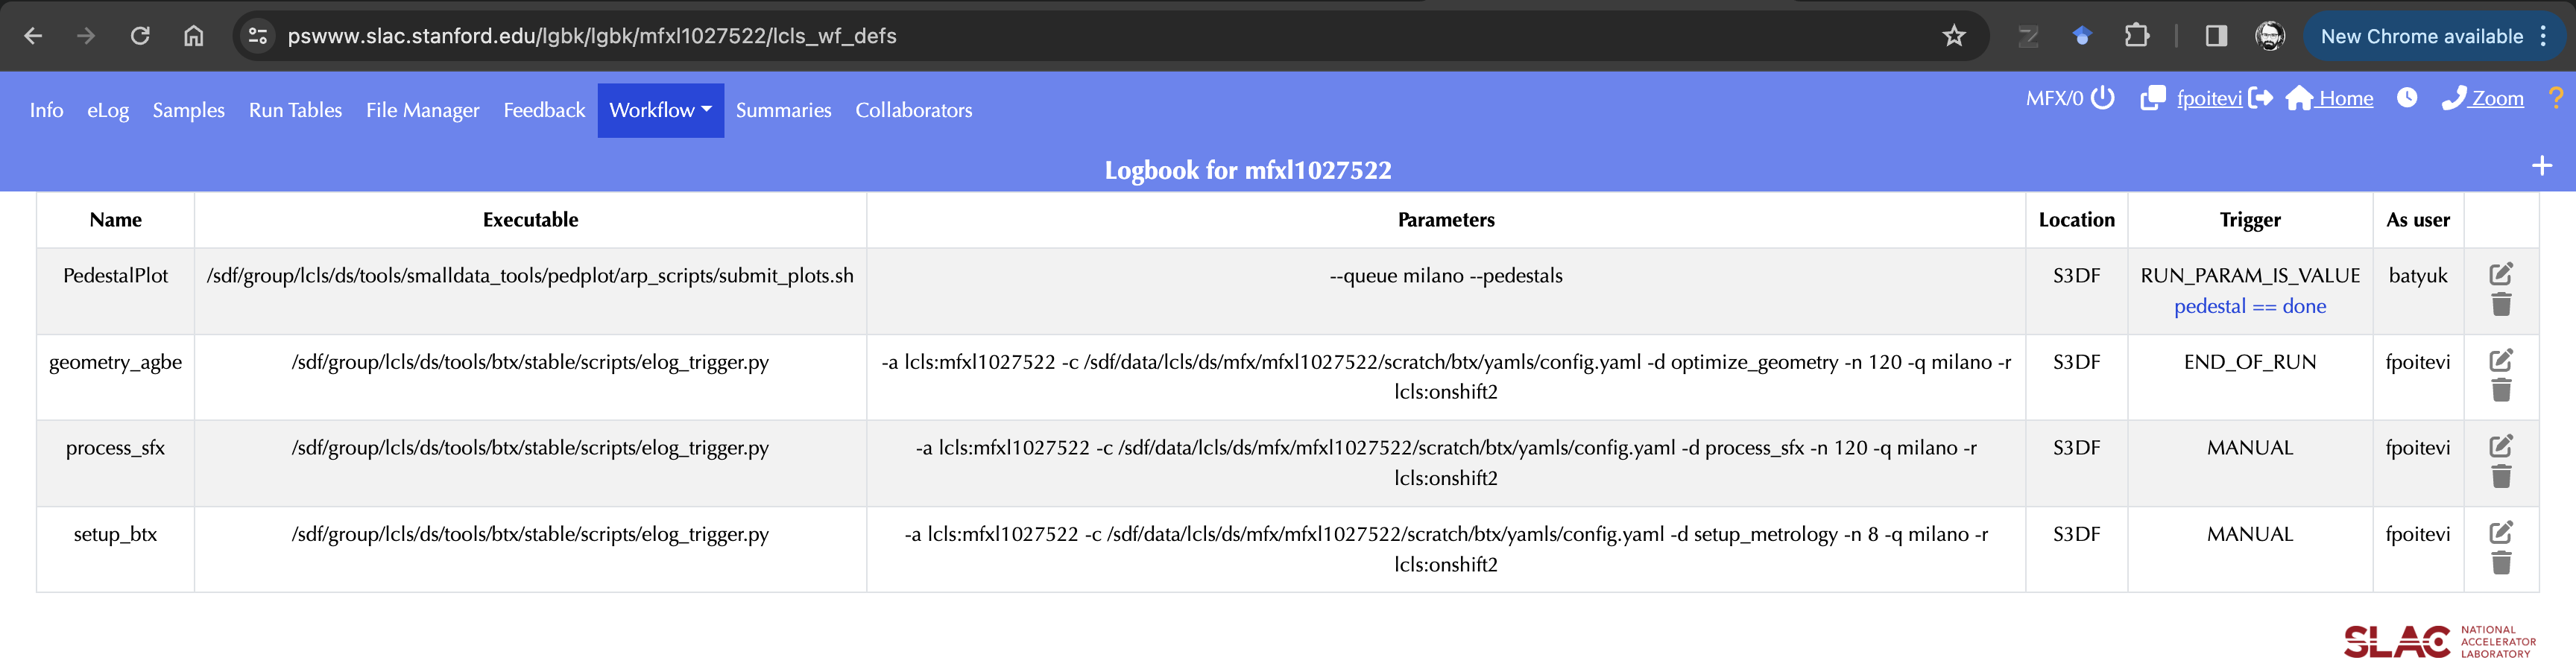 pswww.slac.stanford.edu/lgbk/lgbk/mfxl1027522/lcls_wf_defs
New Chrome available
Info eLog Samples Run Tables File Manager Feedback Workflow Summaries Collaborators
MFX/0 fpoitevi Home Zoom ?
Logbook for mfxl1027522
+
Name Executable Parameters Location Trigger As user
PedestalPlot /sdf/group/lcls/ds/tools/smalldata_tools/pedplot/arp_scripts/submit_plots.sh --queue milano --pedestals S3DF RUN_PARAM_IS_VALUE batyuk
pedestal == done
geometry_agbe /sdf/group/lcls/ds/tools/btx/stable/scripts/elog_trigger.py -a lcls:mfxl1027522 -c /sdf/data/lcls/ds/mfx/mfxl1027522/scratch/btx/yamls/config.yaml -d optimize_geometry -n 120 -q milano -r S3DF END_OF_RUN fpoitevi
lcls:onshift2
process_sfx /sdf/group/lcls/ds/tools/btx/stable/scripts/elog_trigger.py -a lcls:mfxl1027522 -c /sdf/data/lcls/ds/mfx/mfxl1027522/scratch/btx/yamls/config.yaml -d process_sfx -n 120 -q milano -r S3DF MANUAL fpoitevi
lcls:onshift2
setup_btx /sdf/group/lcls/ds/tools/btx/stable/scripts/elog_trigger.py -a lcls:mfxl1027522 -c /sdf/data/lcls/ds/mfx/mfxl1027522/scratch/btx/yamls/config.yaml -d setup_metrology -n 8 -q milano -r S3DF MANUAL fpoitevi
lcls:onshift2
SLAC NATIONAL
ACCELERATOR
LABORATORY